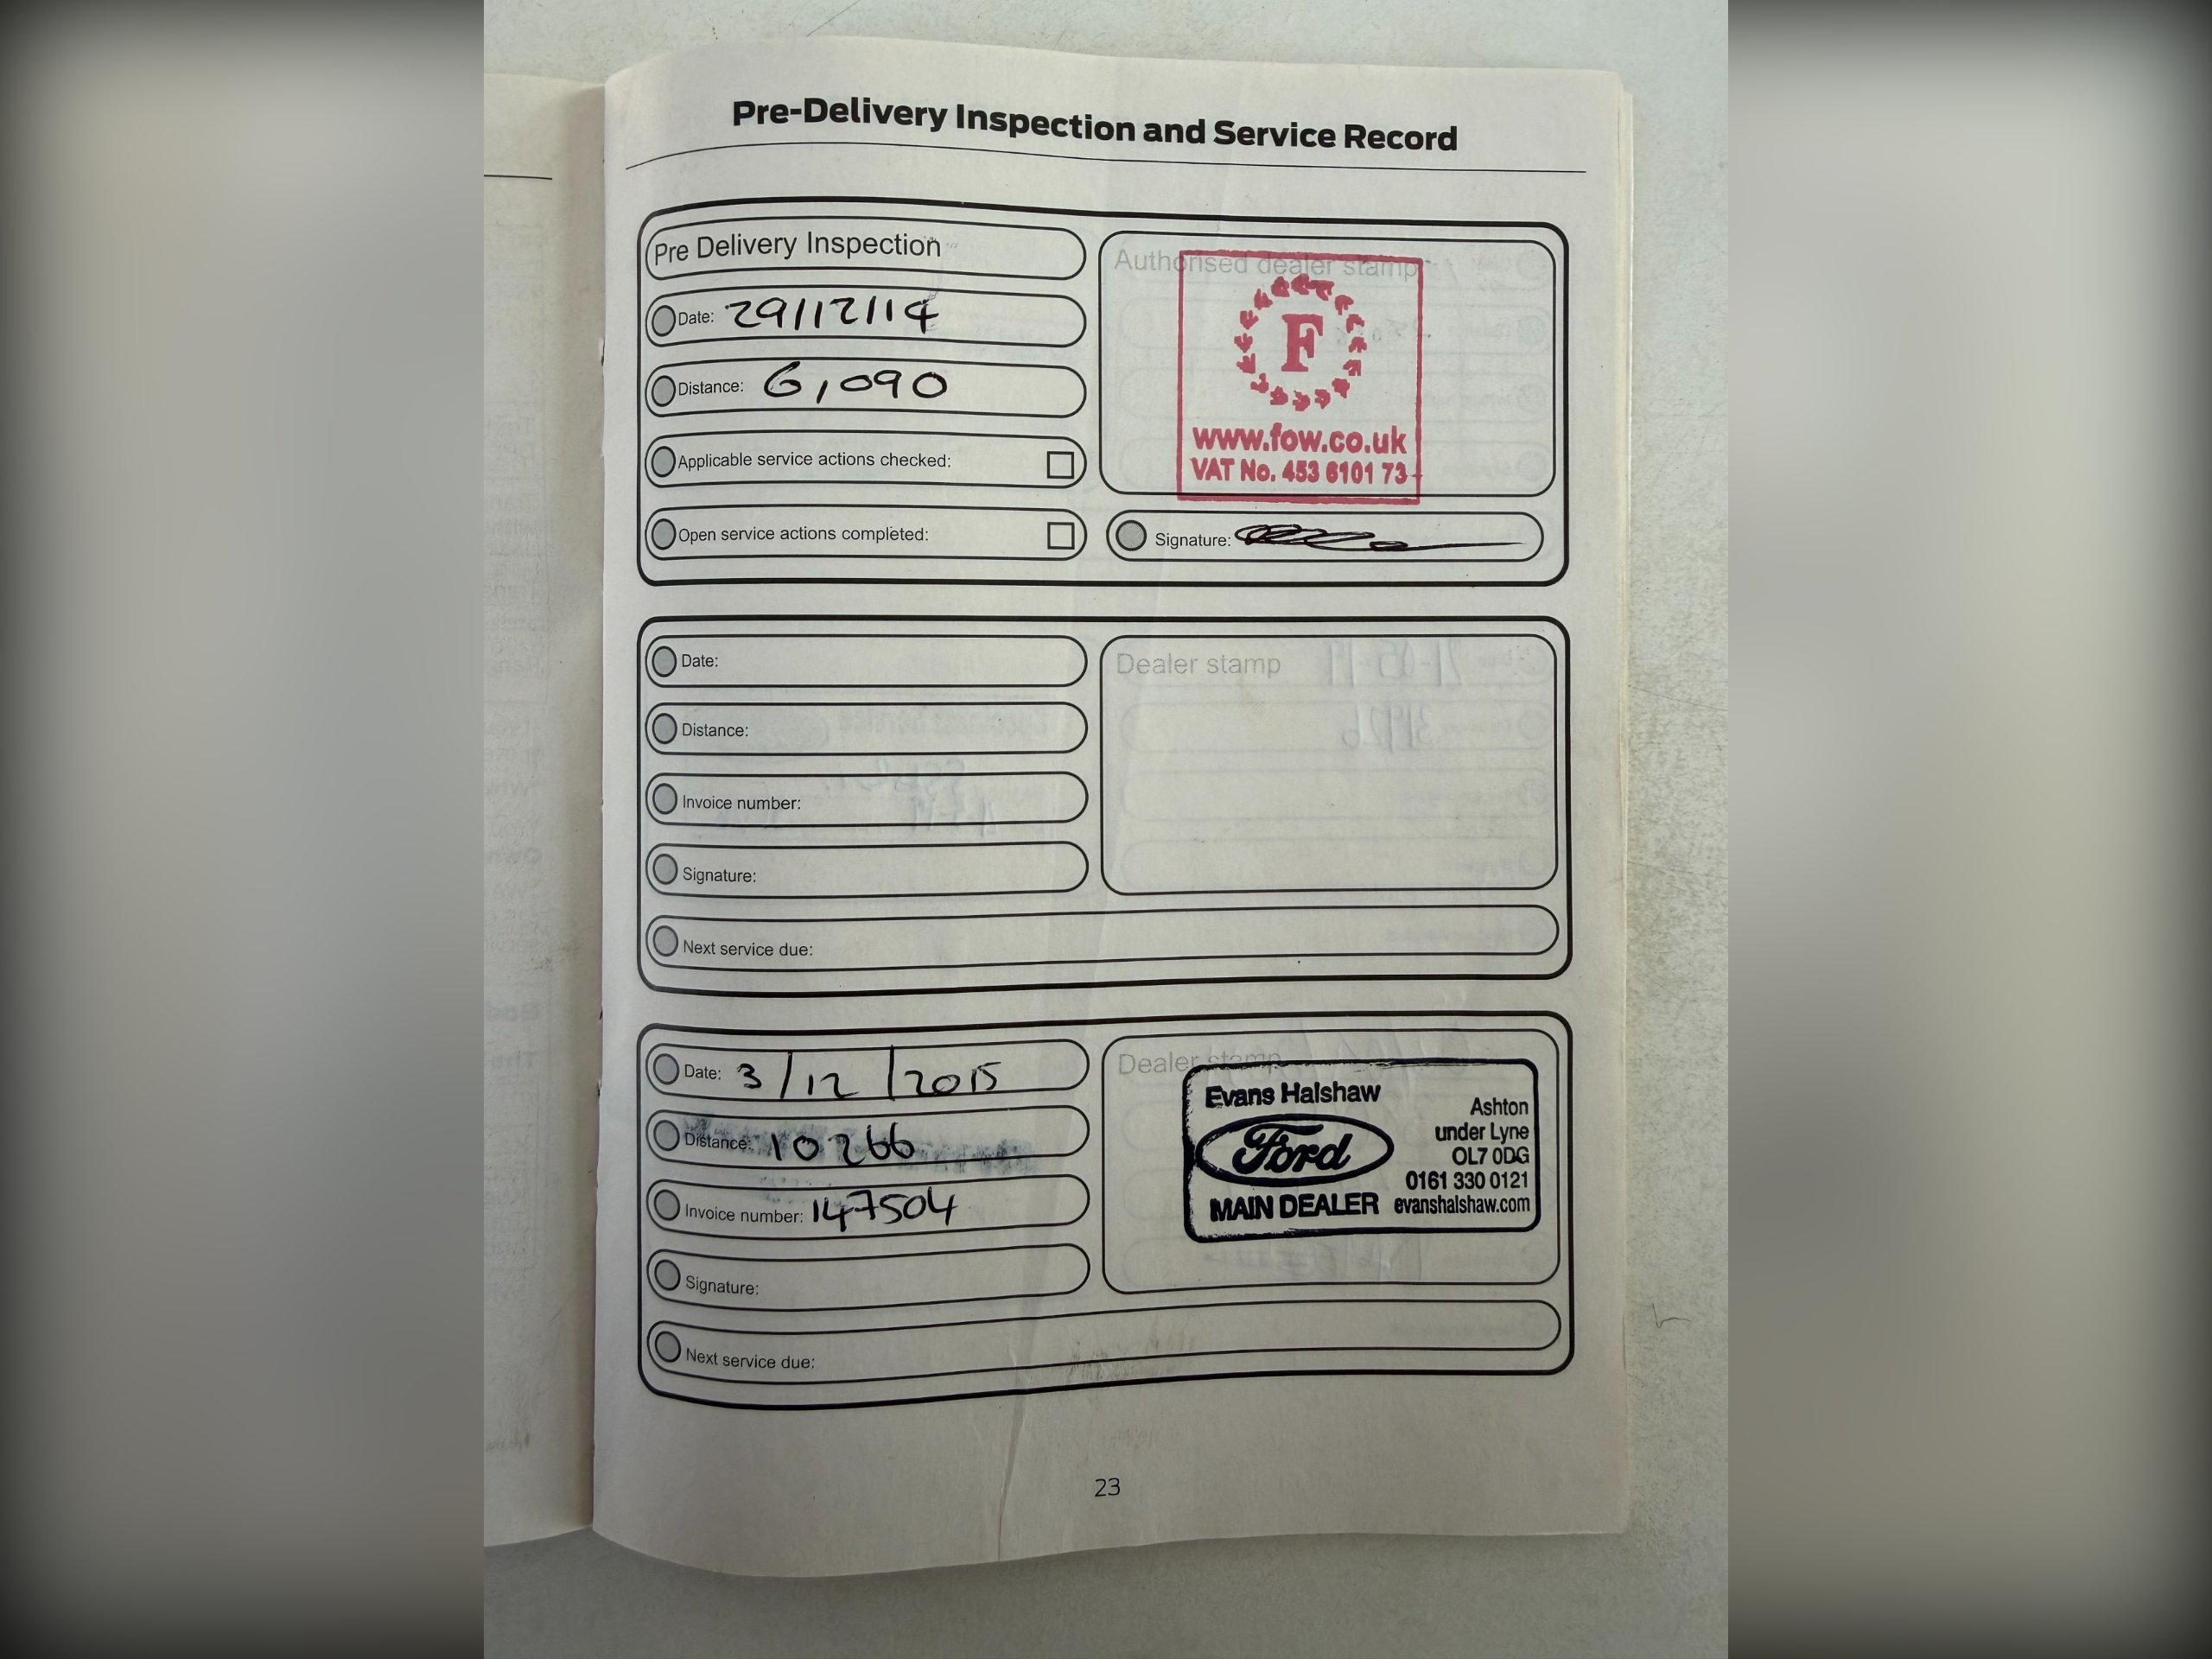 Pre-Delivery Inspection and Service Record
Pre Delivery Inspection
Date: 29/12/14
Distance: 6,090
Applicable service actions checked:
Open service actions completed:
Authorised dealer stamp
F
www.fow.co.uk
VAT No. 453 6101 73
Signature:
Date:
Distance:
Invoice number:
Signature:
Next service due:
Dealer stamp
Date: 3/12/2015
Distance: 10266
Invoice number: 147504
Signature:
Next service due:
Dealer stamp
Evans Halshaw
Ford
MAIN DEALER
Ashton
under Lyne
OL7 0DG
0161 330 0121
evanshalshaw.com
23